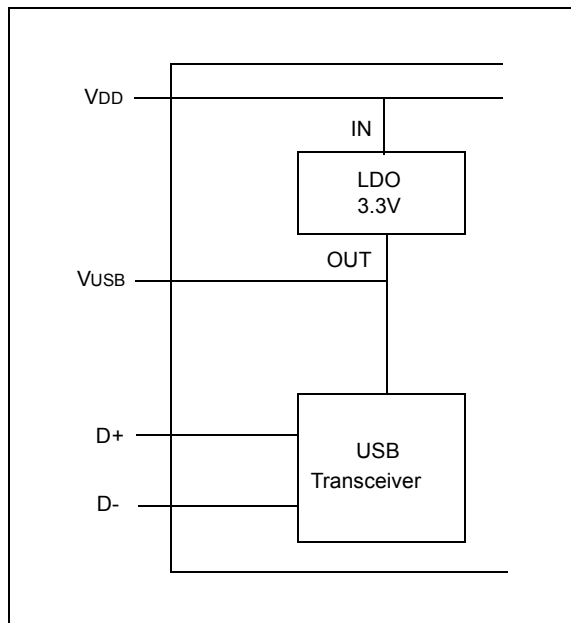 VDD
IN
LDO
3.3V
OUT
VUSB
D+
USB
Transceiver
D-